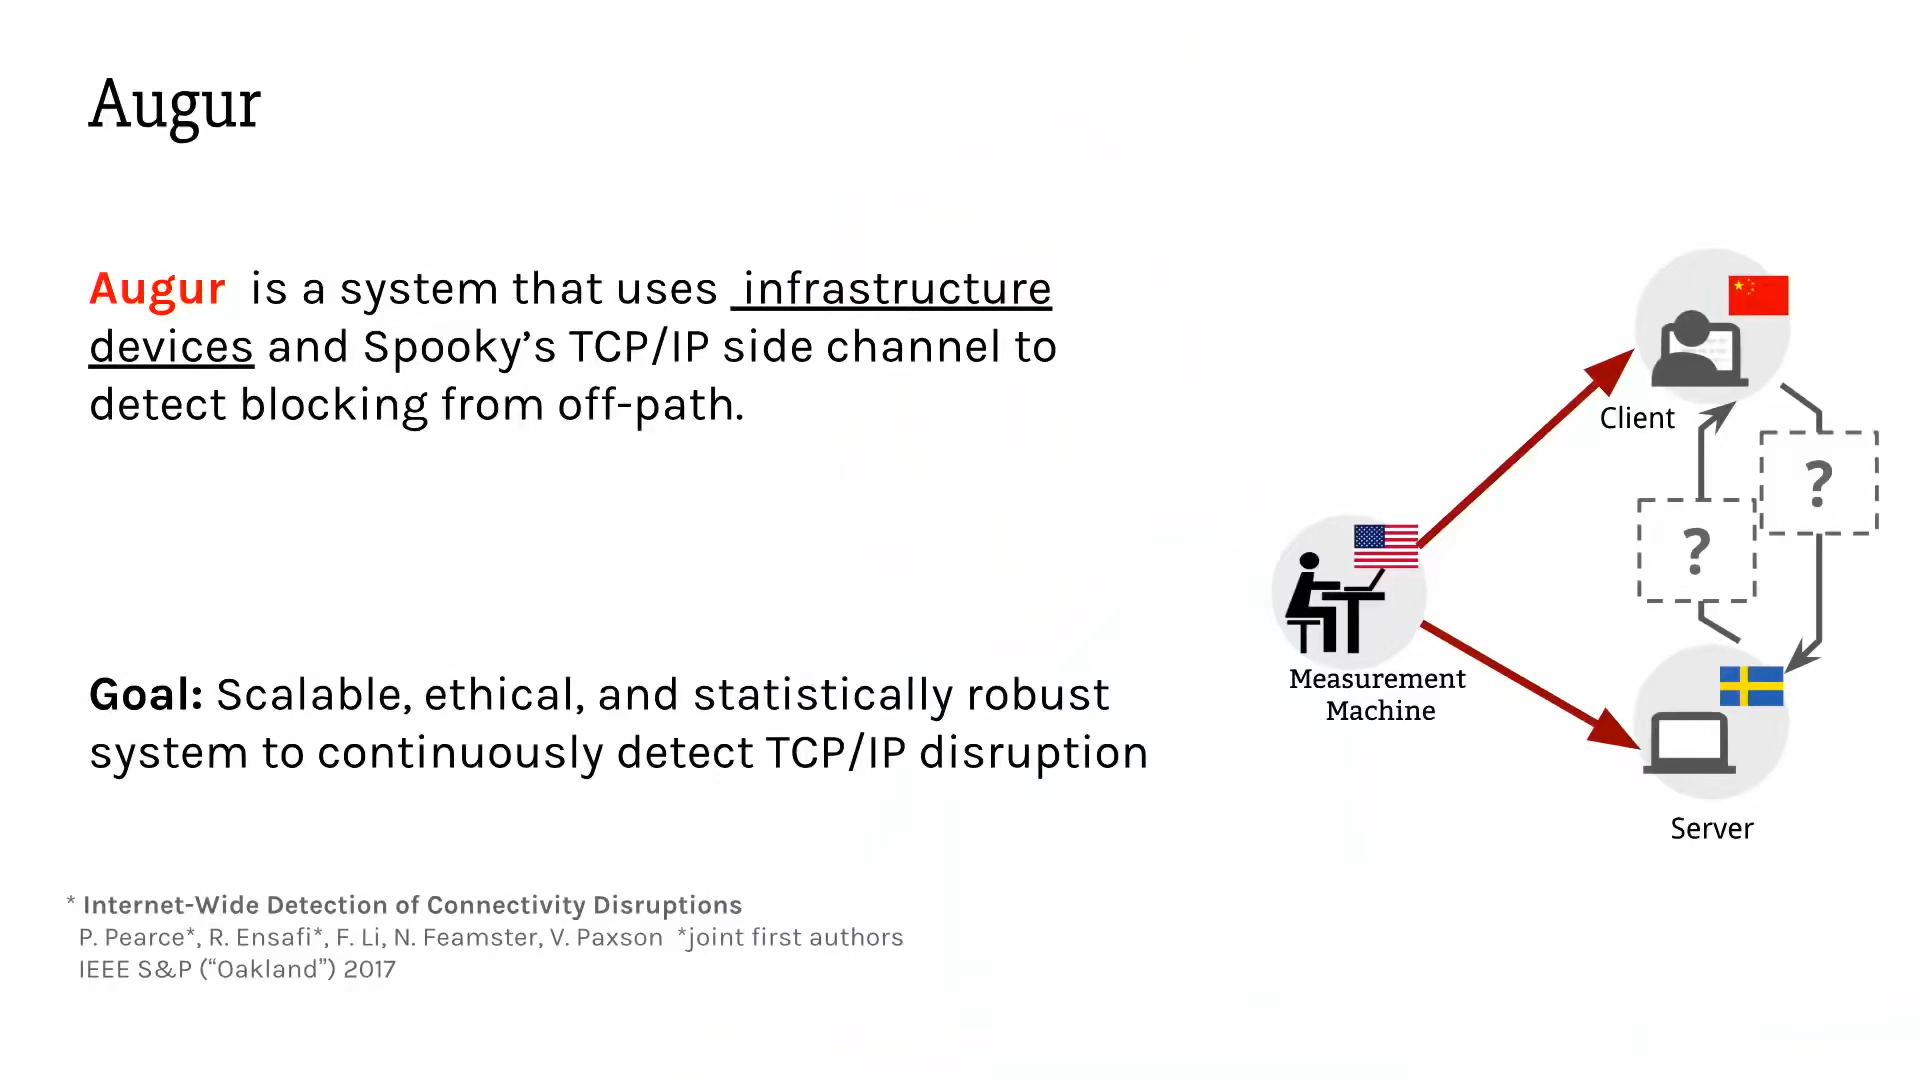 Augur
Augur is a system that uses infrastructure
devices and Spooky’s TCP/IP side channel to
detect blocking from off-path.
Client
?
?
Measurement
Machine
Goal: Scalable, ethical, and statistically robust
system to continuously detect TCP/IP disruption
Server
* Internet-Wide Detection of Connectivity Disruptions
P. Pearce*, R. Ensafi*, F. Li, N. Feamster, V. Paxson *joint first authors
IEEE S&P (“Oakland”) 2017